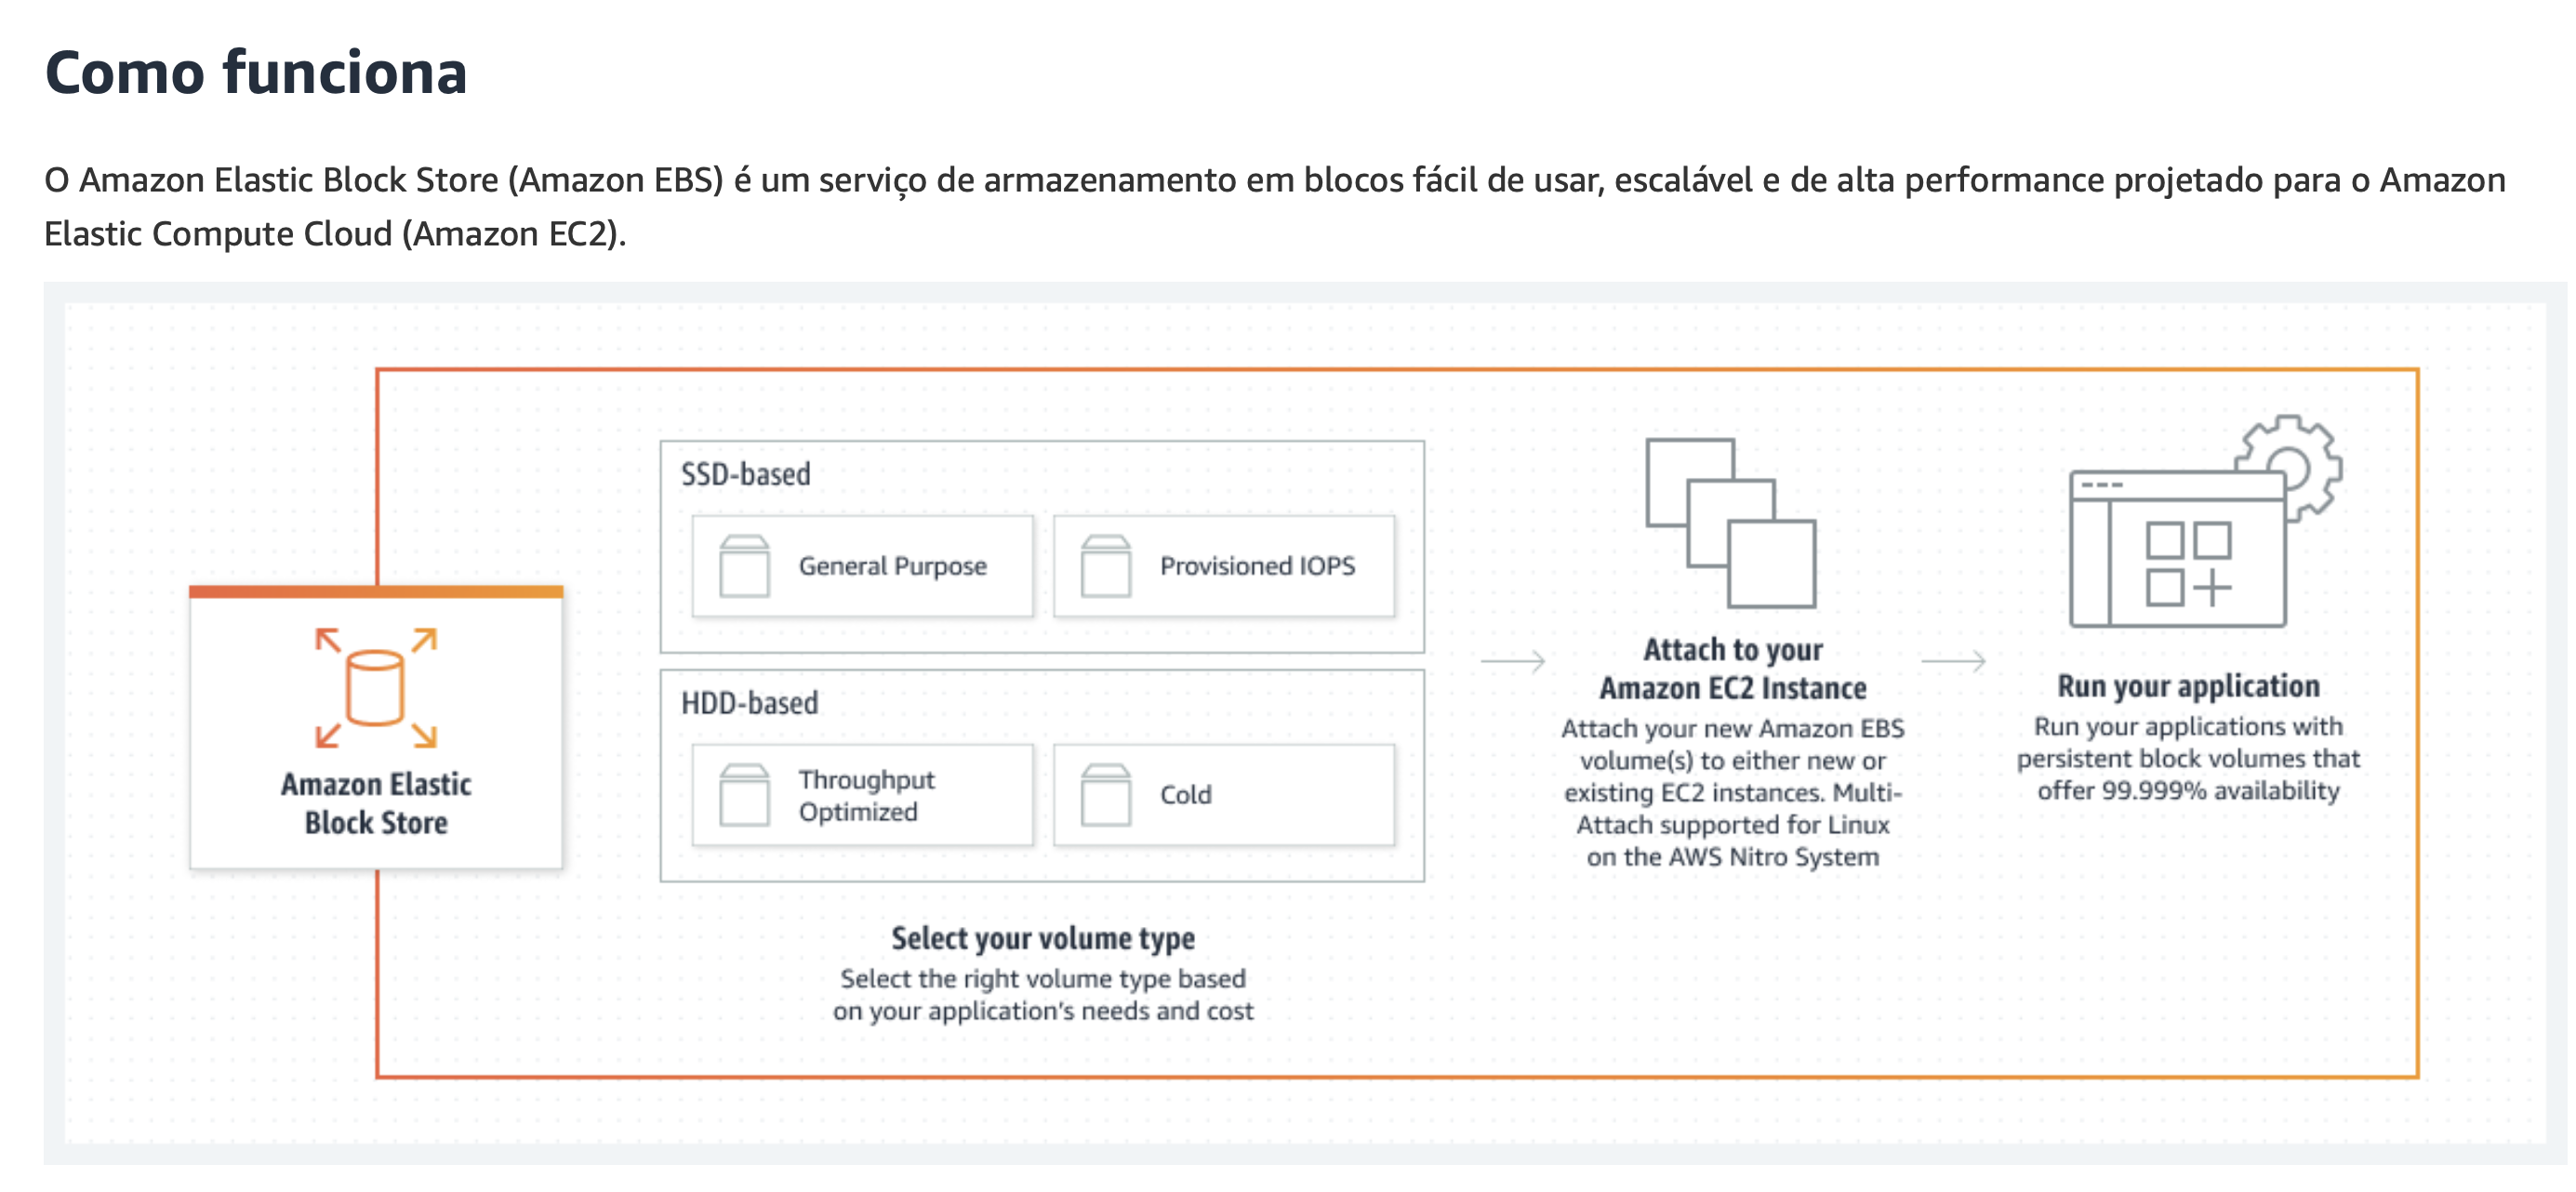 Como funciona
O Amazon Elastic Block Store (Amazon EBS) é um serviço de armazenamento em blocos fácil de usar, escalável e de alta performance projetado para o Amazon
Elastic Compute Cloud (Amazon EC2).
Amazon Elastic
Block Store
SSD-based
General Purpose
Provisioned IOPS
HDD-based
Throughput
Optimized
Cold
Select your volume type
Select the right volume type based
on your application's needs and cost
Attach to your
Amazon EC2 Instance
Attach your new Amazon EBS
volume(s) to either new or
existing EC2 instances. Multi-
Attach supported for Linux
on the AWS Nitro System
Run your application
Run your applications with
persistent block volumes that
offer 99.999% availability